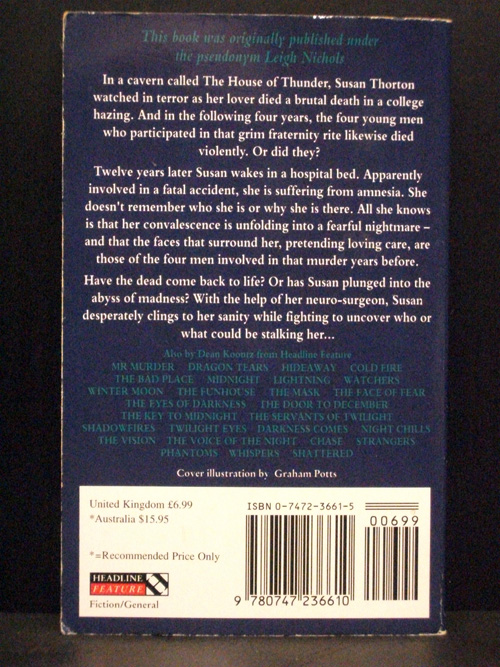 This book was originally published under
the pseudonym Leigh Nichols
In a cavern called The House of Thunder, Susan Thorton
watched in terror as her lover died a brutal death in a college
hazing. And in the following four years, the four young men
who participated in that grim fraternity rite likewise died
violently. Or did they?
Twelve years later Susan wakes in a hospital bed. Apparently
involved in a fatal accident, she is suffering from amnesia. She
doesn't remember who she is or why she is there. All she knows
is that her convalescence is unfolding into a fearful nightmare –
and that the faces that surround her, pretending loving care, are
those of the four men involved in that murder years before.
Have the dead come back to life? Or has Susan plunged into the
abyss of madness? With the help of her neuro-surgeon, Susan
desperately clings to her sanity while fighting to uncover who or
what could be stalking her...
Also by Dean Koontz from Headline Feature
MR MURDER DRAGON TEARS HIDEAWAY COLD FIRE
THE BAD PLACE MIDNIGHT LIGHTNING WATCHERS
WINTER MOON THE FUNHOUSE THE MASK THE FACE OF FEAR
THE EYES OF DARKNESS THE DOOR TO DECEMBER
THE KEY TO MIDNIGHT THE SERVANTS OF TWILIGHT
SHADOWFIRES TWILIGHT EYES DARKNESS COMES NIGHT CHILLS
THE VISION THE VOICE OF THE NIGHT CHASE STRANGERS
PHANTOMS WHISPERS SHATTERED
Cover illustration by Graham Potts
United Kingdom £6.99
*Australia $15.95
*=Recommended Price Only
HEADLINE
FEATURE
Fiction/General
ISBN 0-7472-3661-5
00699
9 780747 236610